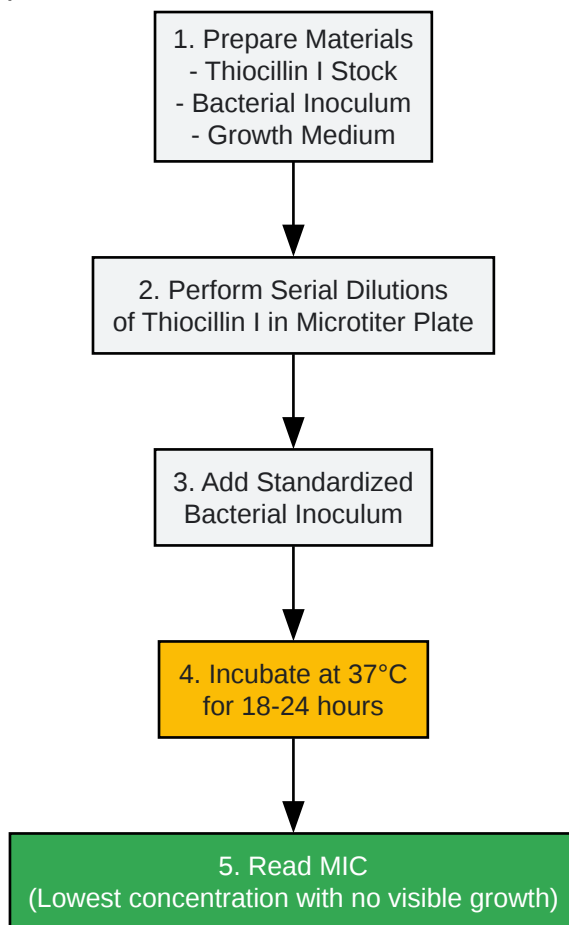 1. Prepare Materials
- Thiocillin I Stock
- Bacterial Inoculum
- Growth Medium
2. Perform Serial Dilutions
of Thiocillin I in Microtiter Plate
3. Add Standardized
Bacterial Inoculum
4. Incubate at 37°C
for 18-24 hours
5. Read MIC
(Lowest concentration with no visible growth)